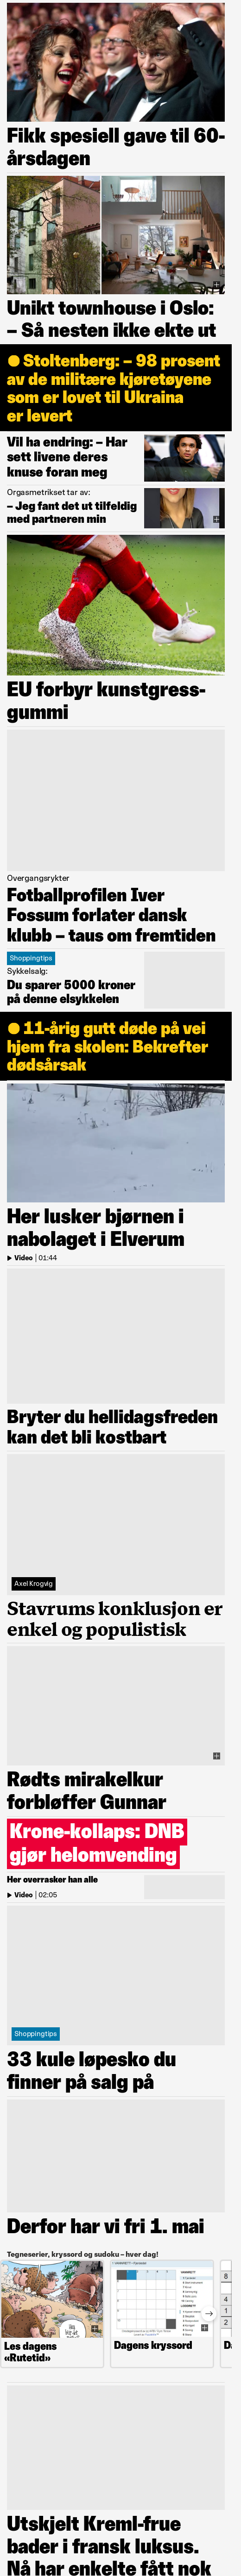 Fikk spesiell gave til 60-
årsdagen
Unikt townhouse i Oslo:
– Så nesten ikke ekte ut
Stoltenberg: – 98 prosent
av de militære kjøretøyene
som er lovet til Ukraina
er levert
Vil ha endring: – Har
sett livene deres
knuse foran meg
Orgasmetrikset tar av:
– Jeg fant det ut tilfeldig
med partneren min
EU forbyr kunstgress-
gummi
Overgangsrykter
Fotballprofilen Iver
Fossum forlater dansk
klubb – taus om fremtiden
Shoppingtips
Sykkelsalg:
Du sparer 5000 kroner
på denne elsykkelen
11-årig gutt døde på vei
hjem fra skolen: Bekrefter
dødsårsak
Her lusker bjørnen i
nabolaget i Elverum
Video | 01:44
Bryter du hellidagsfreden
kan det bli kostbart
Axel Krogvig
Stavrums konklusjon er
enkel og populistisk
Rødts mirakelkur
forbløffer Gunnar
Krone-kollaps: DNB
gjør helomvending
Her overrasker han alle
Video | 02:05
Shoppingtips
33 kule løpesko du
finner på salg på
Derfor har vi fri 1. mai
Tegneserier, kryssord og sudoku – hver dag!
Les dagens
«Rutetid»
Dagens kryssord
Utskjelt Kreml-frue
bader i fransk luksus.
Nå har enkelte fått nok